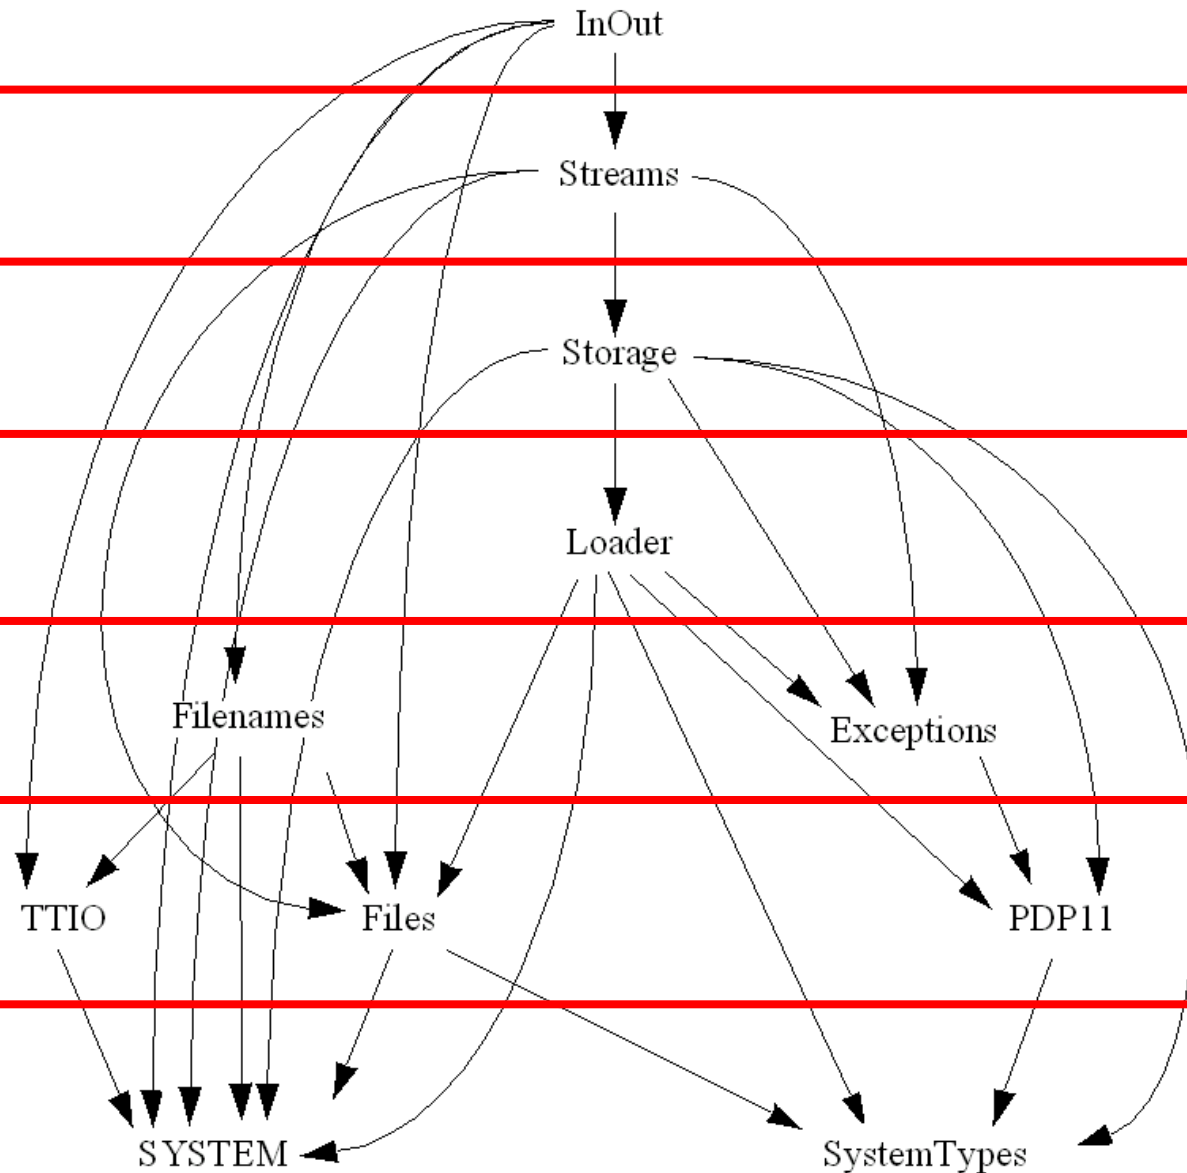 InOut
Streams
Storage
Loader
Filenames
Exceptions
TTIO
Files
PDP11
SYSTEM
SystemTypes